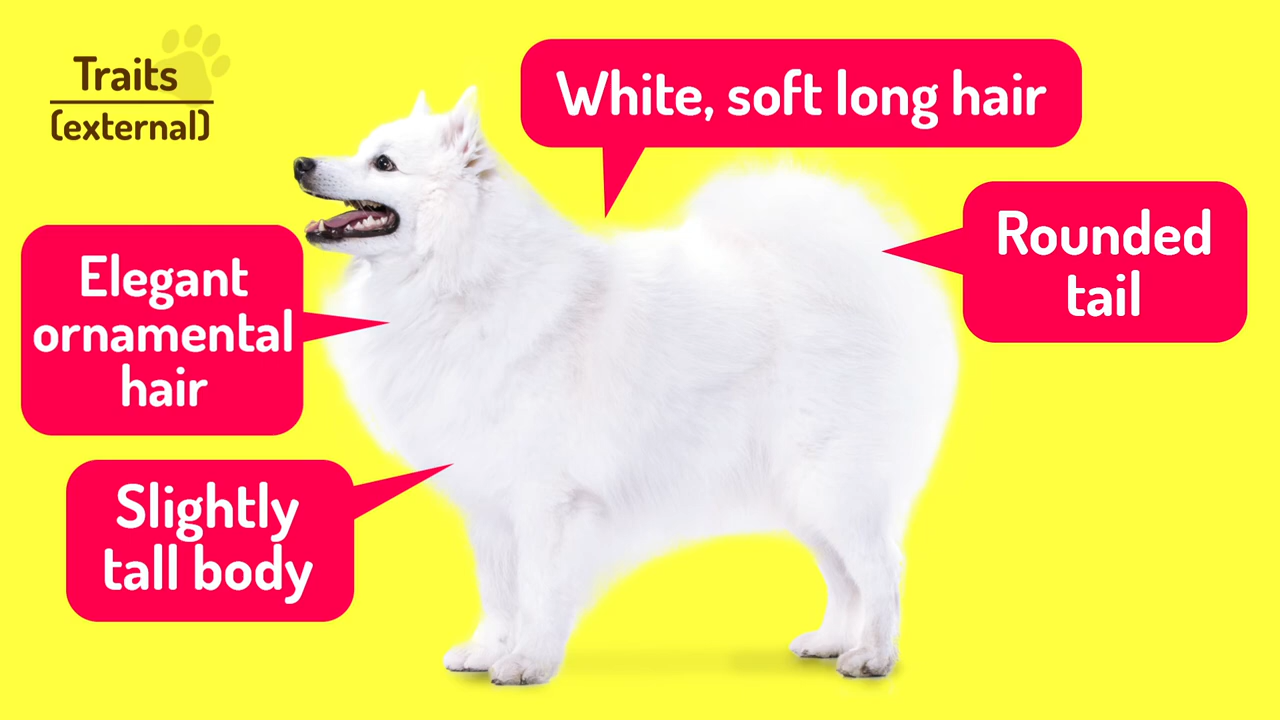 Traits
(external)
White, soft long hair
Rounded
tail
Elegant
ornamental
hair
Slightly
tall body